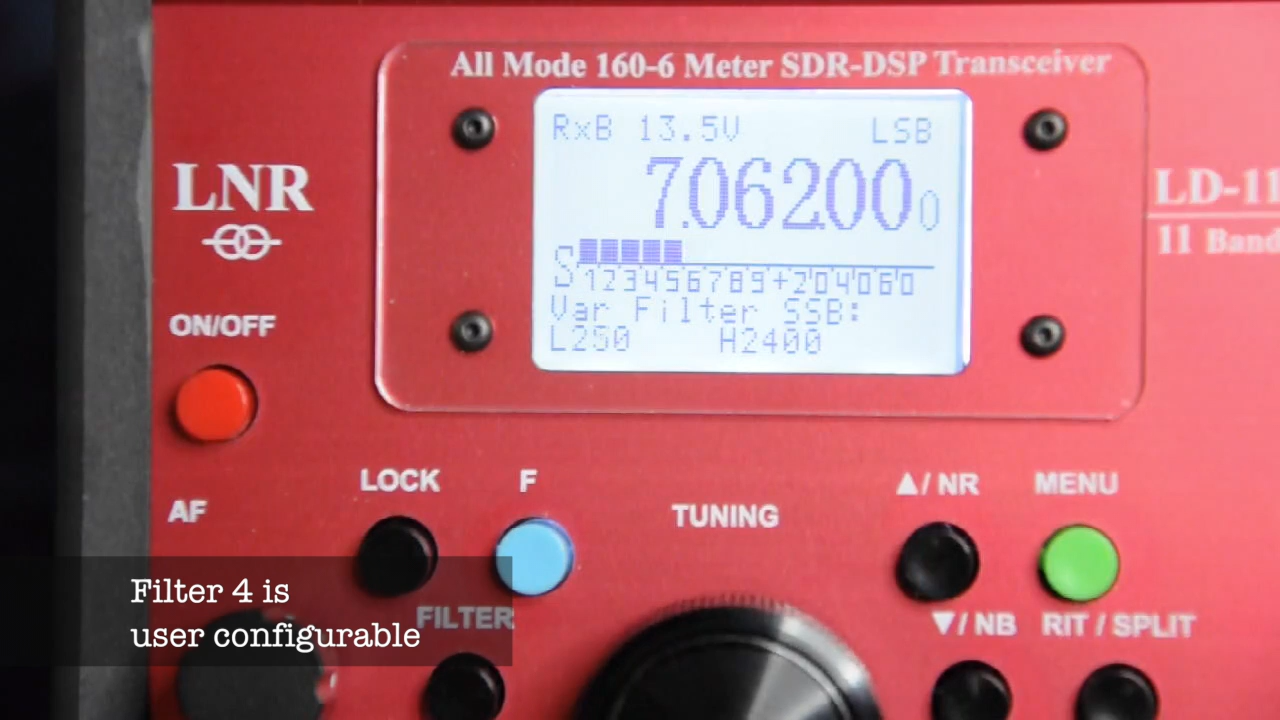 All Mode 160-6 Meter SDR-DSP Transceiver
RxB 13.5V LSB
7.062000
S
123456789+204060
Var Filter SSB:
L250 H2400
LNR
LD-11
11 Band
ON/OFF
AF
LOCK
F
TUNING
▲/ NR
MENU
FILTER
▼/ NB
RIT / SPLIT
Filter 4 is
user configurable